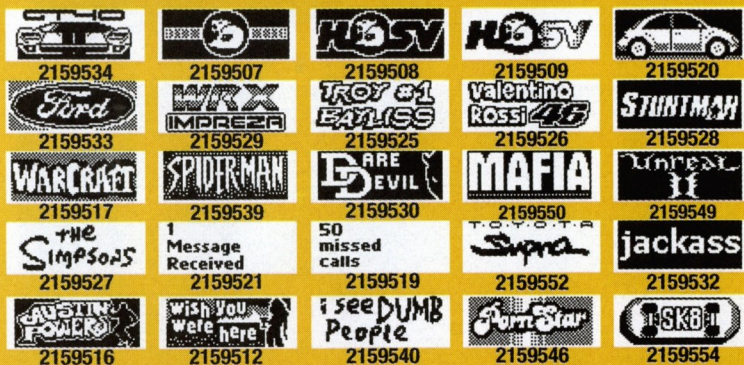 GT40
2159534 2159507 2159508 2159509 2159520
HSV HSV
Ford WRX IMPREZA TROY #1 BAYLISS Valentino Rossi 46 STUNTMAN
2159533 2159529 2159525 2159526 2159528
WARCRAFT SPIDER-MAN DARE DEVIL MAFIA UnreaL II
2159517 2159539 2159530 2159550 2159549
THE SIMPSONS 1 Message Received 50 missed calls TOYOTA Supra jackass
2159527 2159521 2159519 2159552 2159532
AUSTIN POWERS wish you were here i see DUMB People Porn Star SK8
2159516 2159512 2159540 2159546 2159554